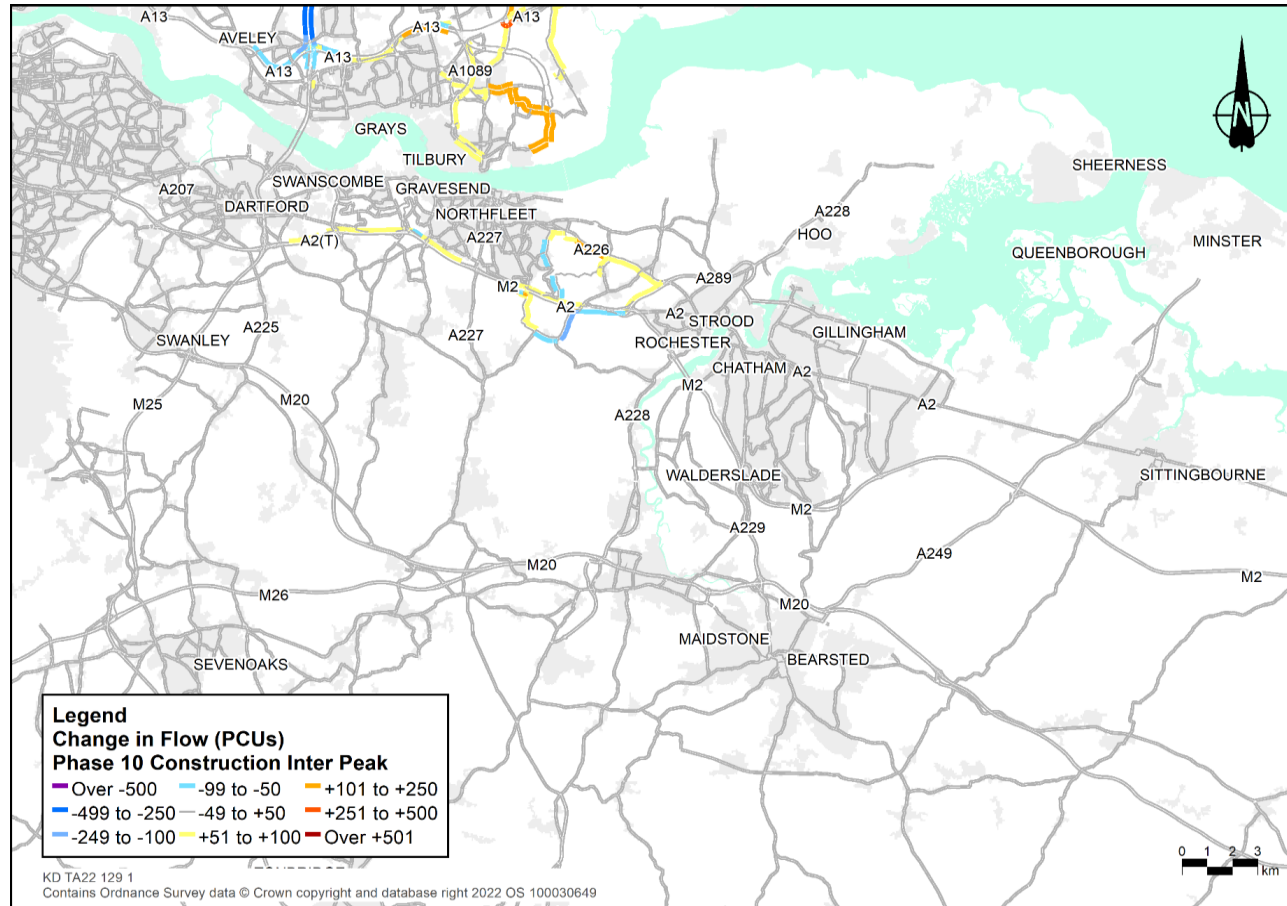 A13
A13
A13
AVELEY
A13
A13
A1089
GRAYS
TILBURY
SHEERNESS
SWANSCOMBE
A207
GRAVESEND
DARTFORD
NORTHFLEET
A228
HOO
MINSTER
A2(T)
A227
A226
QUEENBOROUGH
M2
A289
A2
A2
STROOD
A225
A227
SWANLEY
ROCHESTER
GILLINGHAM
CHATHAM
A2
M2
M25
M20
A228
A2
WALDERSLADE
SITTINGBOURNE
M2
A229
A249
M20
M2
M26
M20
MAIDSTONE
SEVENOAKS
BEARSTED
N
Legend
Change in Flow (PCUs)
Phase 10 Construction Inter Peak
Over -500 -99 to -50 +101 to +250
-499 to -250 -49 to +50 +251 to +500
-249 to -100 +51 to +100 Over +501
0 1 2 3
km
KD TA22 129 1
Contains Ordnance Survey data © Crown copyright and database right 2022 OS 100030649